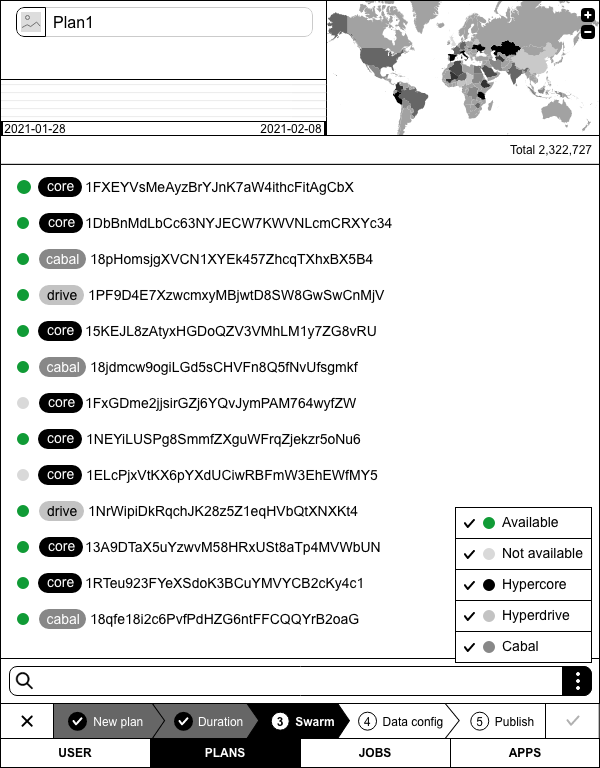 Plan1
2021-01-28 2021-02-08
Total 2,322,727
core 1FXEYVsMeAyzBrYJnK7aW4ithcFitAgCbX
core 1DbBnMdLbCc63NYJECW7KWVNLcmCRXYc34
cabal 18pHomsjgXVCN1XYEk457ZhcqTXhxBX5B4
drive 1PF9D4E7XzwcmxyMBjwtD8SW8GwSwCnMjV
core 15KEJL8zAtyxHGDoQZV3VMhLM1y7ZG8vRU
cabal 18jdmcw9ogiLGd5sCHVFn8Q5fNvUfsgmkf
core 1FxGDme2jjsirGZj6YQvJymPAM764wyfZW
core 1NEYiLUSPg8SmmfZXguWFrqZjekzr5oNu6
core 1ELcPjxVtKX6pYXdUCiwRBFmW3EhEWfMY5
drive 1NrWipiDkRqchJK28z5Z1eqHVbQtXNXKt4
core 13A9DTaX5uYzwvM58HRxUSt8aTp4MVWbUN
core 1RTeu923FYeXSdoK3BCuYMVYCB2cKy4c1
cabal 18qfe18i2c6PvfPdHZG6ntFFCQQYrB2oaG
Available
Not available
Hypercore
Hyperdrive
Cabal
New plan Duration 3 Swarm 4 Data config 5 Publish
USER PLANS JOBS APPS